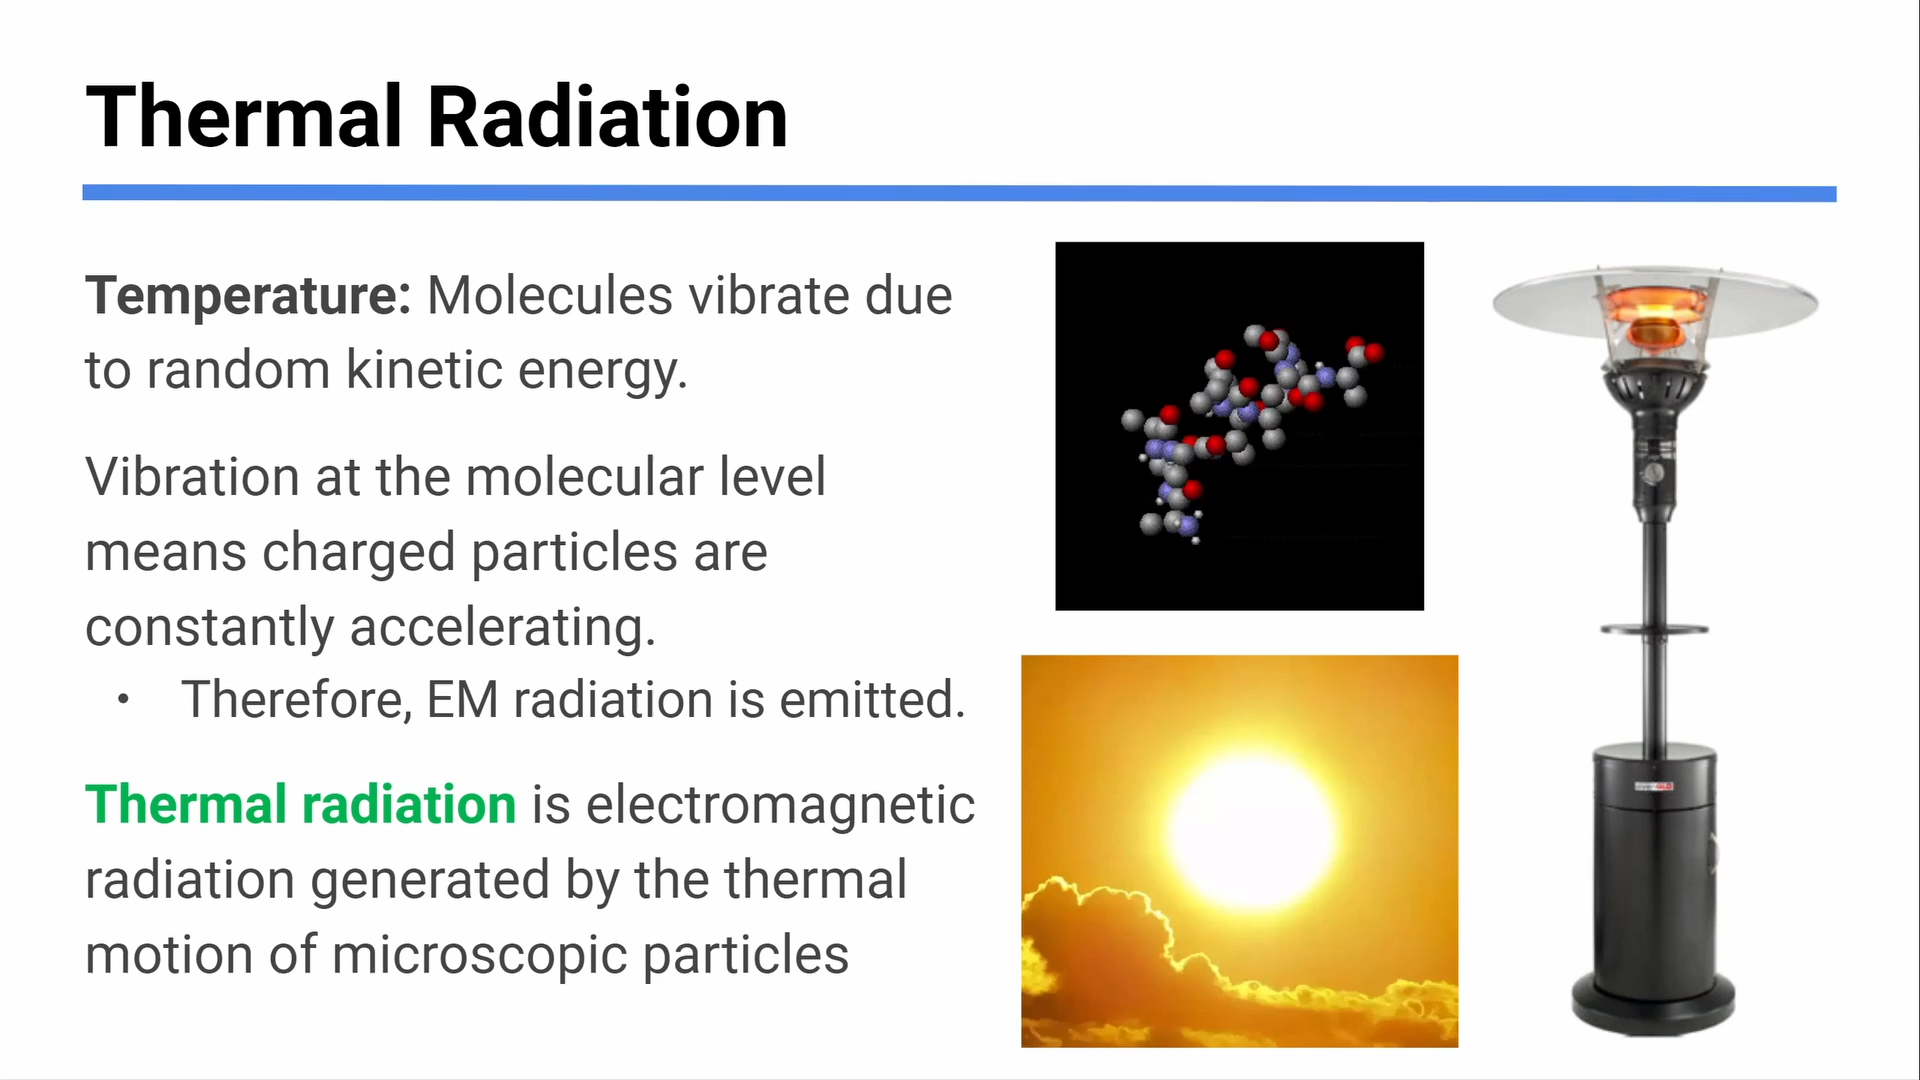 Thermal Radiation
Temperature: Molecules vibrate due
to random kinetic energy.
Vibration at the molecular level
means charged particles are
constantly accelerating.
• Therefore, EM radiation is emitted.
Thermal radiation is electromagnetic
radiation generated by the thermal
motion of microscopic particles